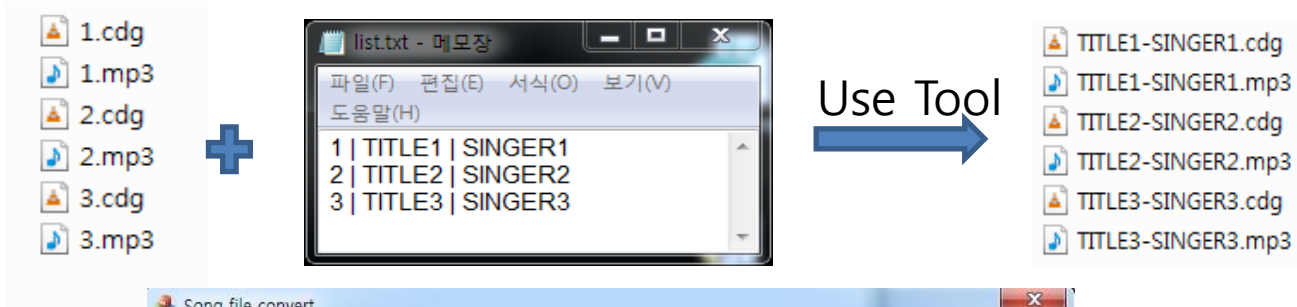 1.cdg
1.mp3
2.cdg
2.mp3
3.cdg
3.mp3
list.txt - 메모장
파일(F) 편집(E) 서식(O) 보기(V)
도움말(H)
1 | TITLE1 | SINGER1
2 | TITLE2 | SINGER2
3 | TITLE3 | SINGER3
Use Tool
TITLE1-SINGER1.cdg
TITLE1-SINGER1.mp3
TITLE2-SINGER2.cdg
TITLE2-SINGER2.mp3
TITLE3-SINGER3.cdg
TITLE3-SINGER3.mp3
Song file convert